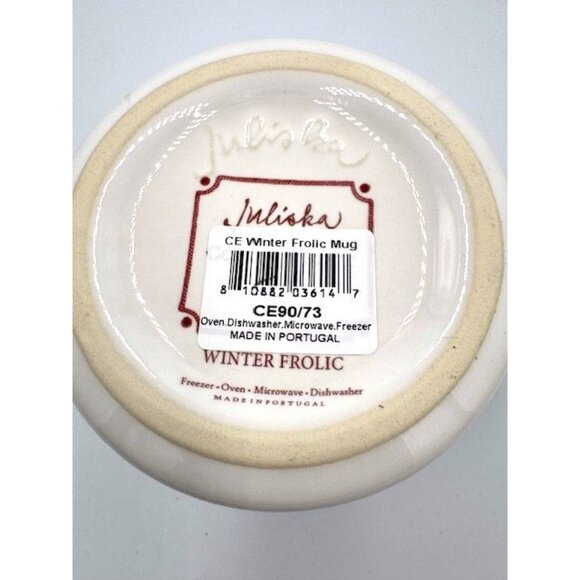 Juliska
Juliska
CE Winter Frolic Mug
8 10882 03614 7
CE90/73
Oven.Dishwasher.Microwave.Freezer
MADE IN PORTUGAL
WINTER FROLIC
Freezer • Oven • Microwave • Dishwasher
MADE IN PORTUGAL